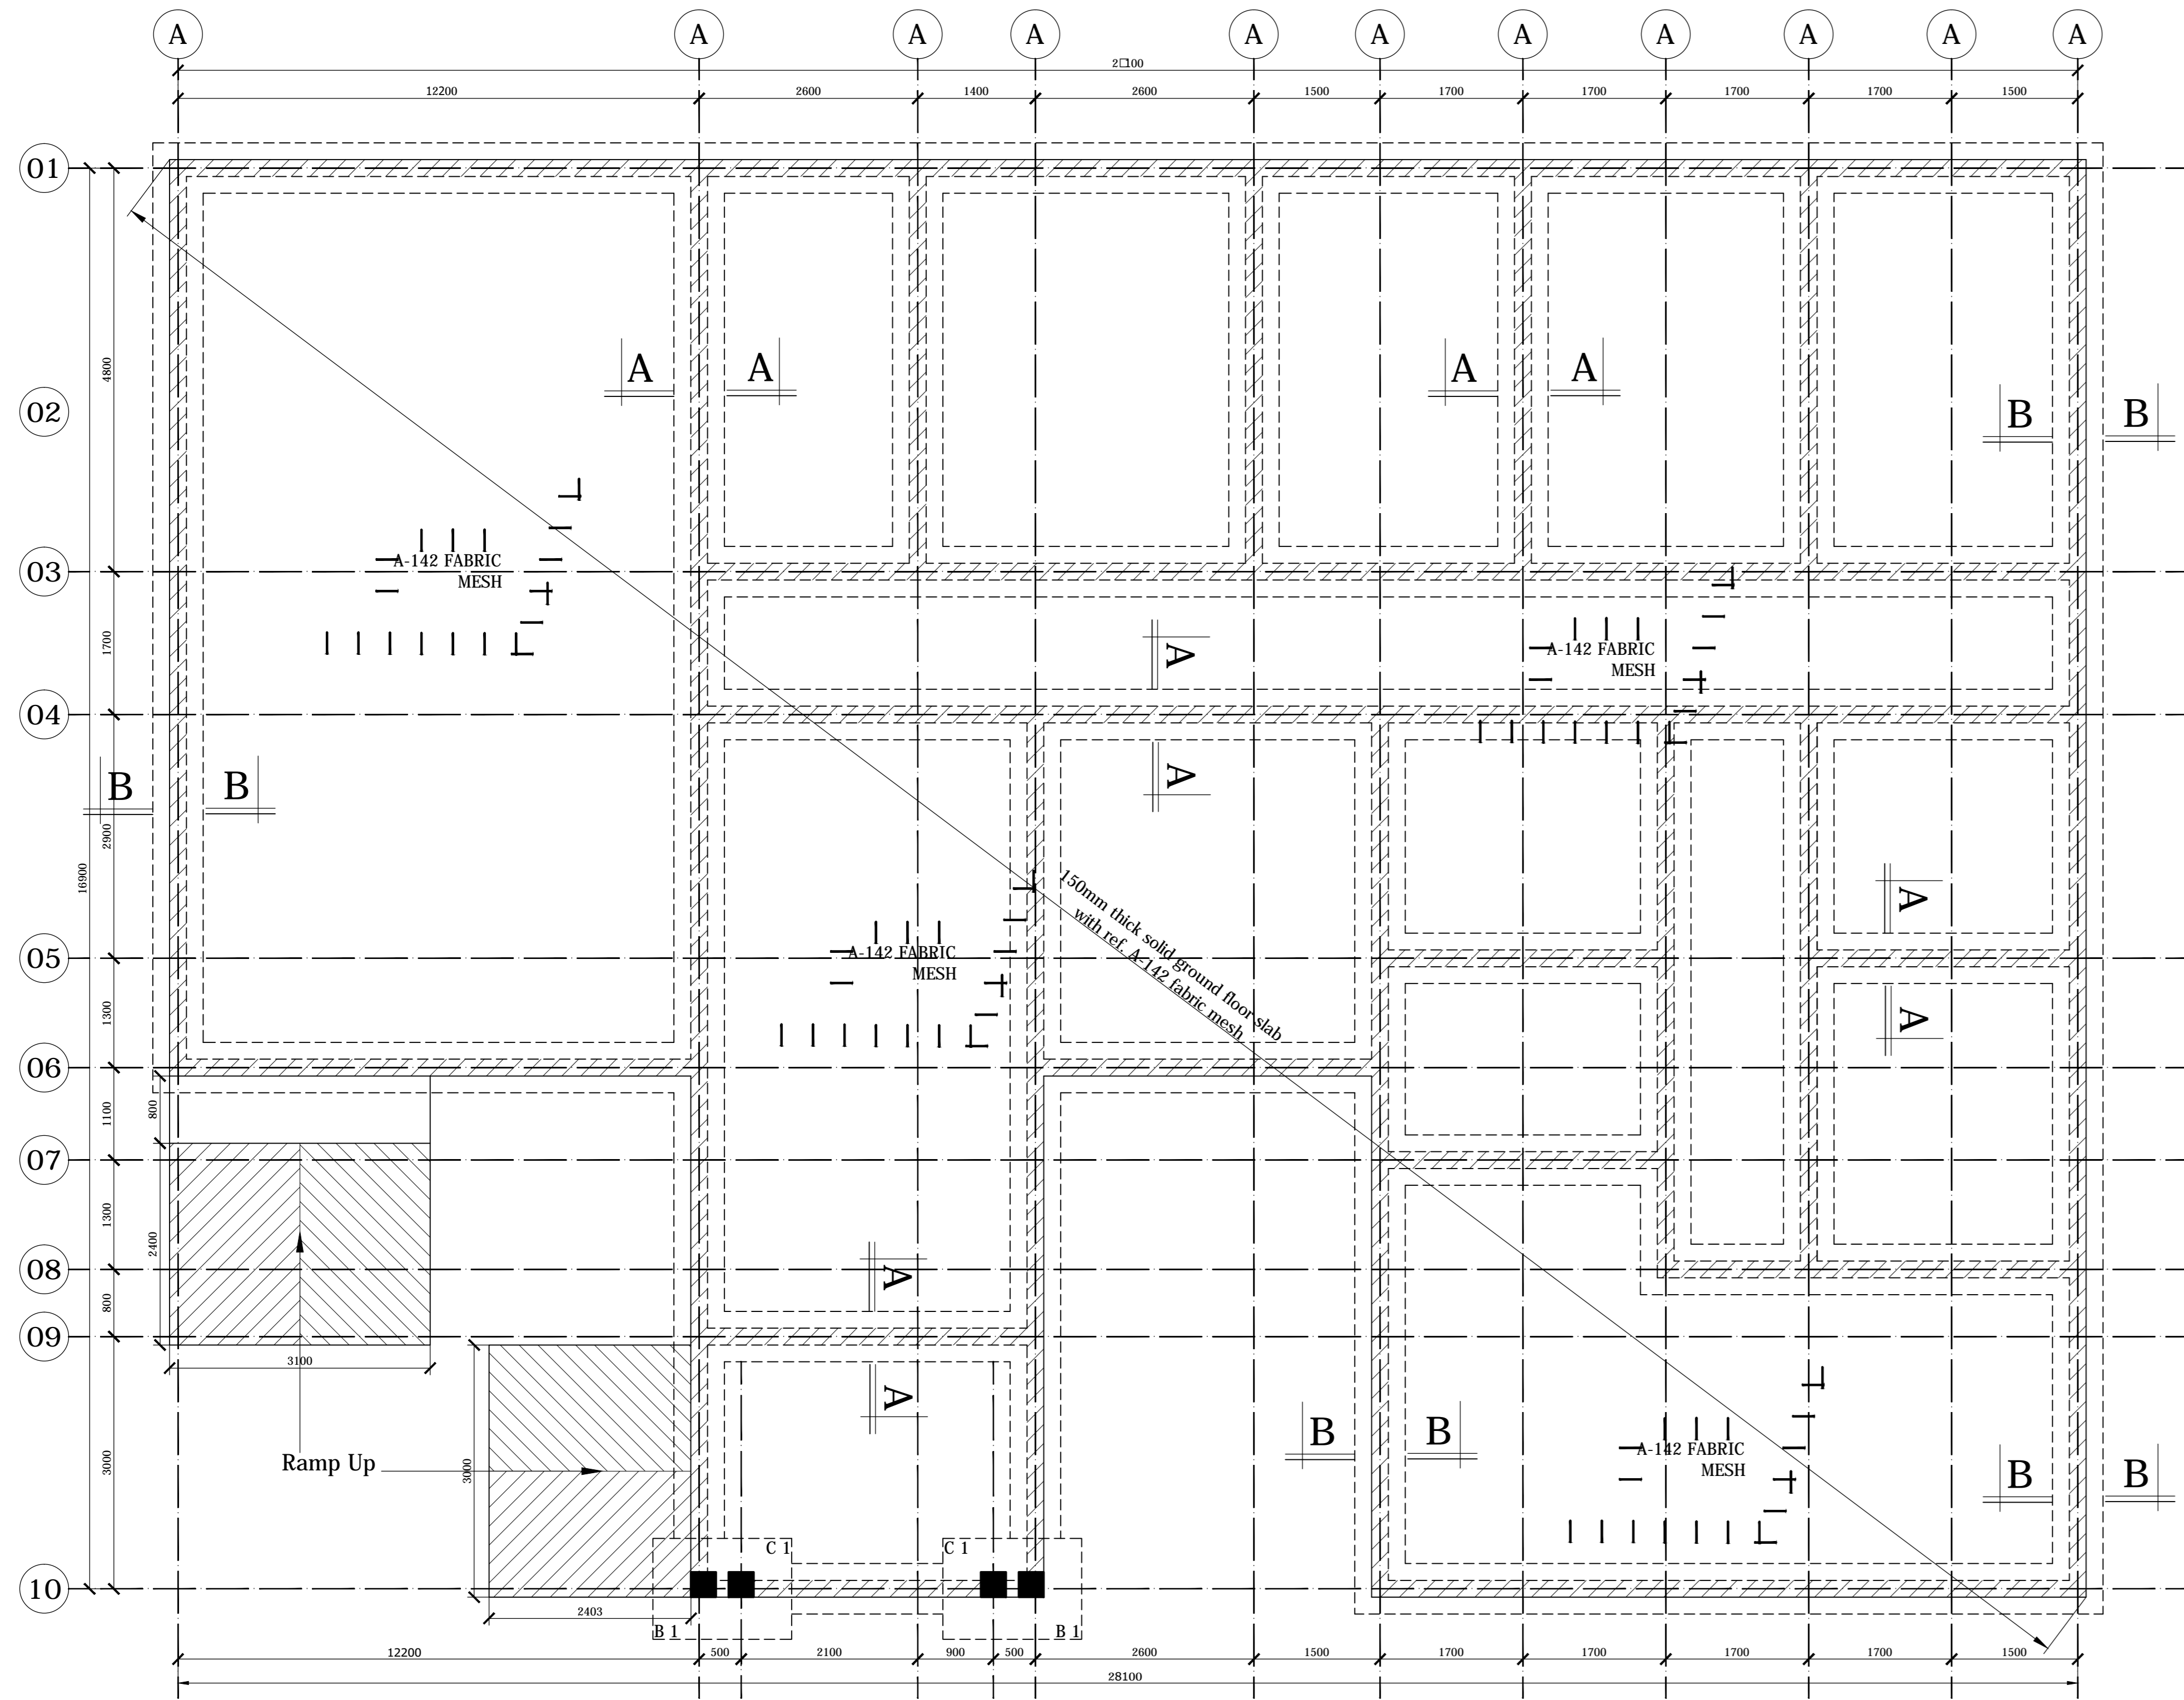 A A A A A A A A A A A
2□100
12200 2600 1400 2600 1500 1700 1700 1700 1700 1500
01
4800
A A A A
02
B B
A-142 FABRIC
MESH
03
1700
A
A-142 FABRIC
MESH
04
B B
A
2900
16900
A
150mm thick solid ground floor slab
with ref. A-142 fabric mesh
A-142 FABRIC
MESH
05
1300
A
06
800
1100
07
1300
2400
08
A
800
09
3100
A
B B
A-142 FABRIC
MESH
Ramp Up
3000
3000
B B
C 1 C 1
10
2403
B 1 B 1
12200 500 2100 900 500 2600 1500 1700 1700 1700 1700 1500
28100